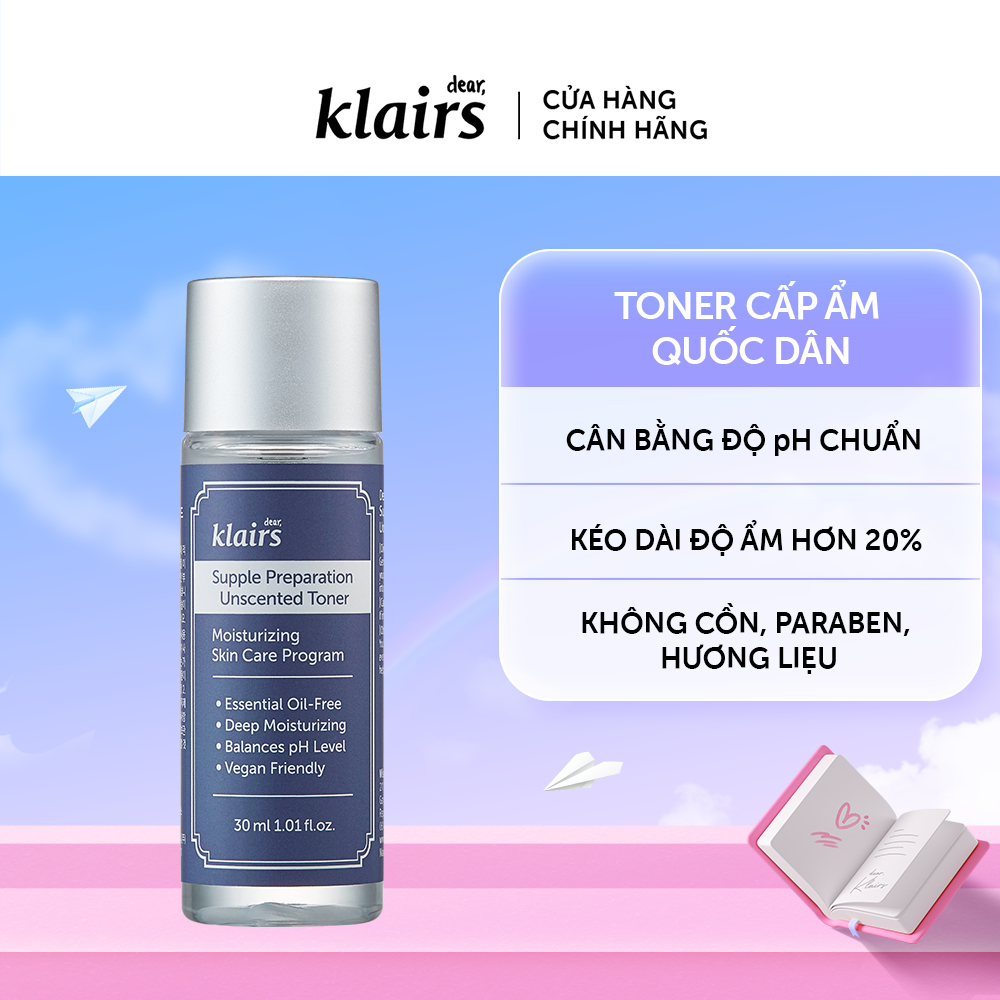 dear,
klairs
CỬA HÀNG
CHÍNH HÃNG
TONER CẤP ẨM
QUỐC DÂN
CÂN BẰNG ĐỘ pH CHUẨN
KÉO DÀI ĐỘ ẨM HƠN 20%
KHÔNG CỒN, PARABEN,
HƯƠNG LIỆU
dear,
klairs
Supple Preparation
Unscented Toner
Moisturizing
Skin Care Program
• Essential Oil-Free
• Deep Moisturizing
• Balances pH Level
• Vegan Friendly
30 ml 1.01 fl.oz.
dear,
Klairs